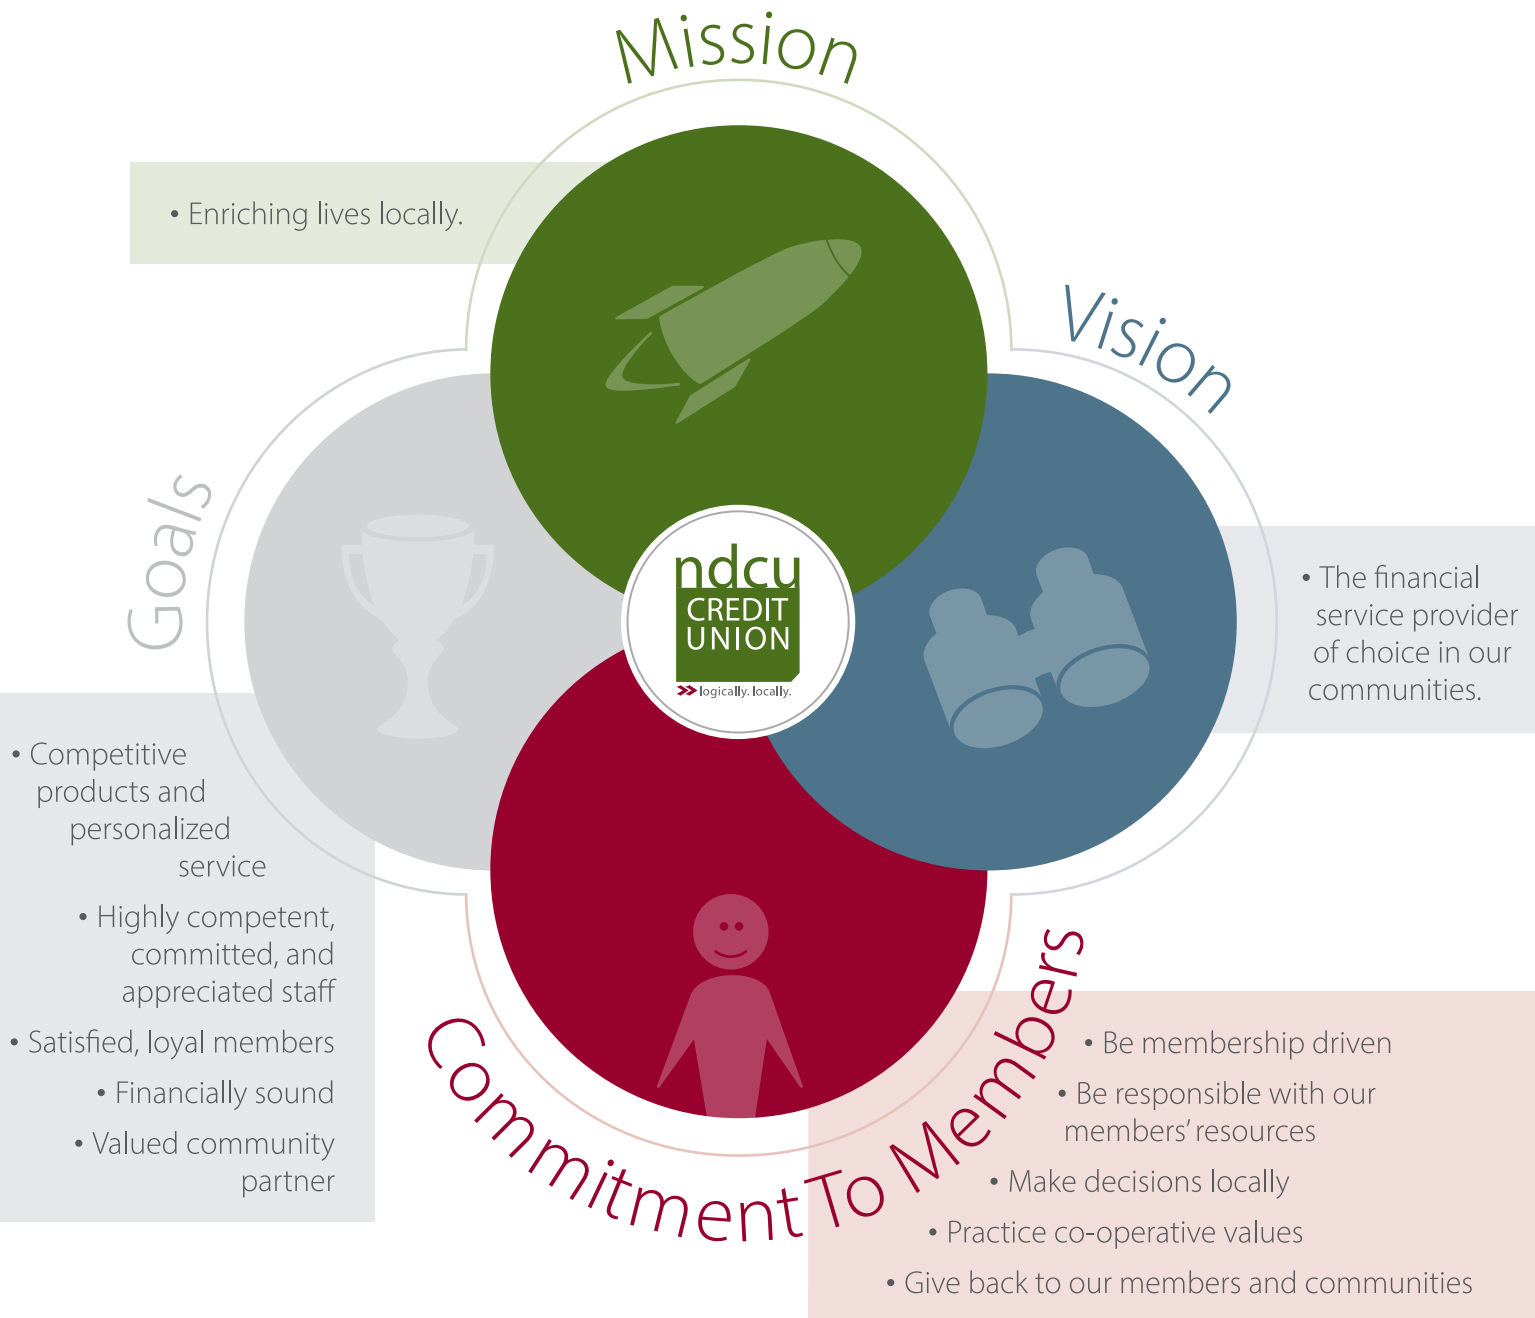 Mission
• Enriching lives locally.
Vision
• The financial
service provider
of choice in our
communities.
Goals
• Competitive
products and
personalized
service
• Highly competent,
committed, and
appreciated staff
• Satisfied, loyal members
• Financially sound
• Valued community
partner
ndcu
CREDIT
UNION
logically. locally.
Commitment To Members
• Be membership driven
• Be responsible with our
members' resources
• Make decisions locally
• Practice co-operative values
• Give back to our members and communities